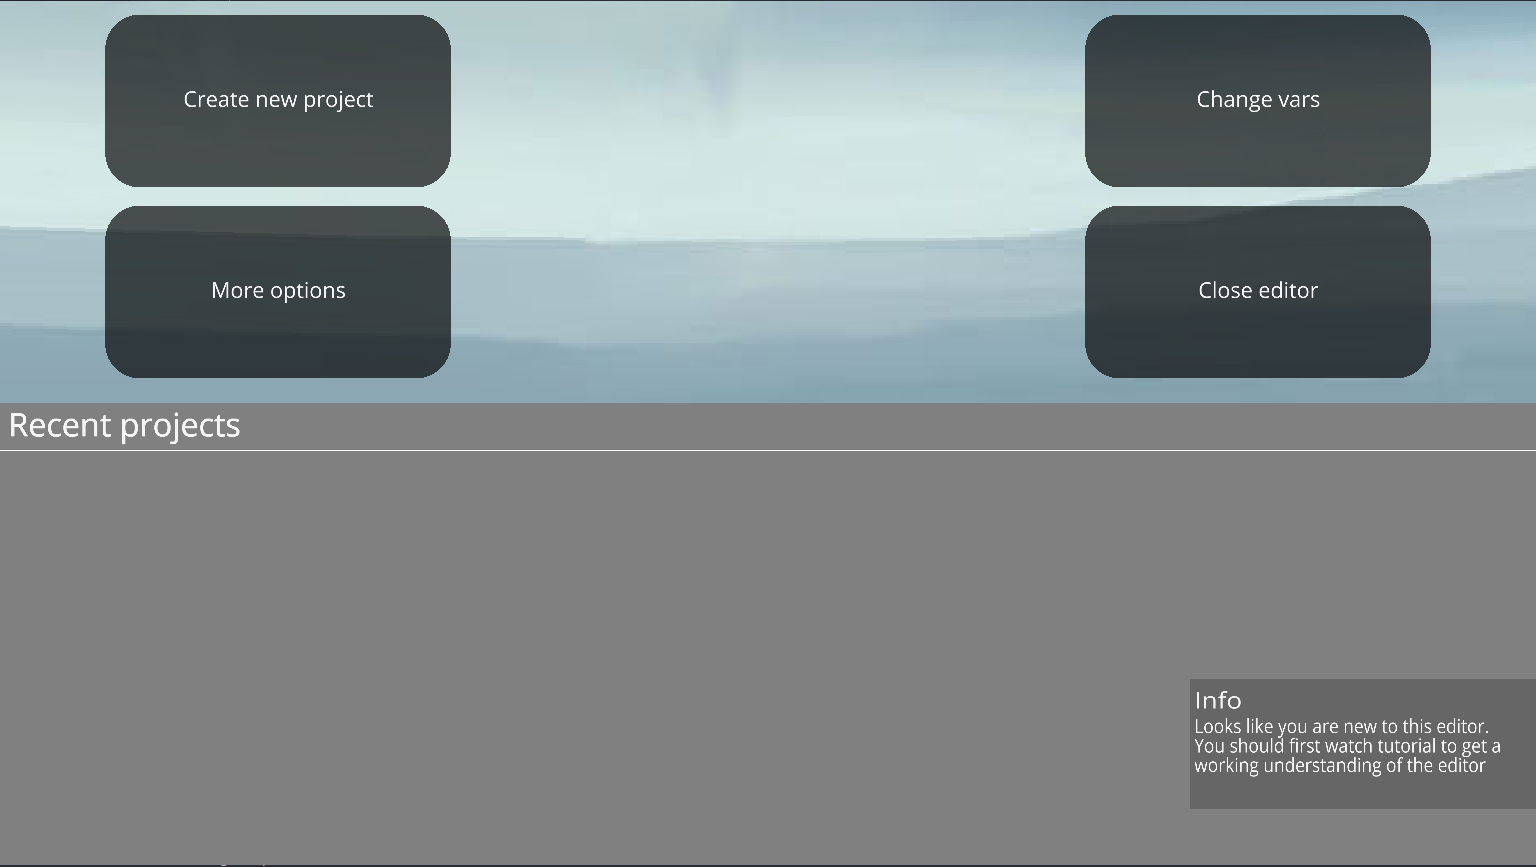 Create new project
Change vars
More options
Close editor
Recent projects
Info
Looks like you are new to this editor.
You should first watch tutorial to get a
working understanding of the editor